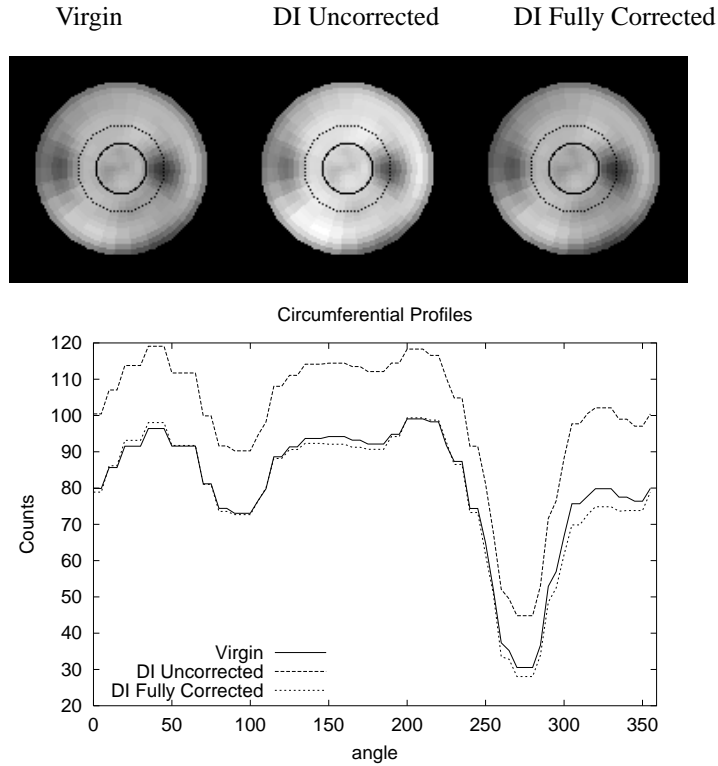 Virgin DI Uncorrected DI Fully Corrected
Circumferential Profiles
120
110
100
90
80
70
60
50
40
30
20
Counts
Virgin
DI Uncorrected
DI Fully Corrected
0 50 100 150 200 250 300 350
angle